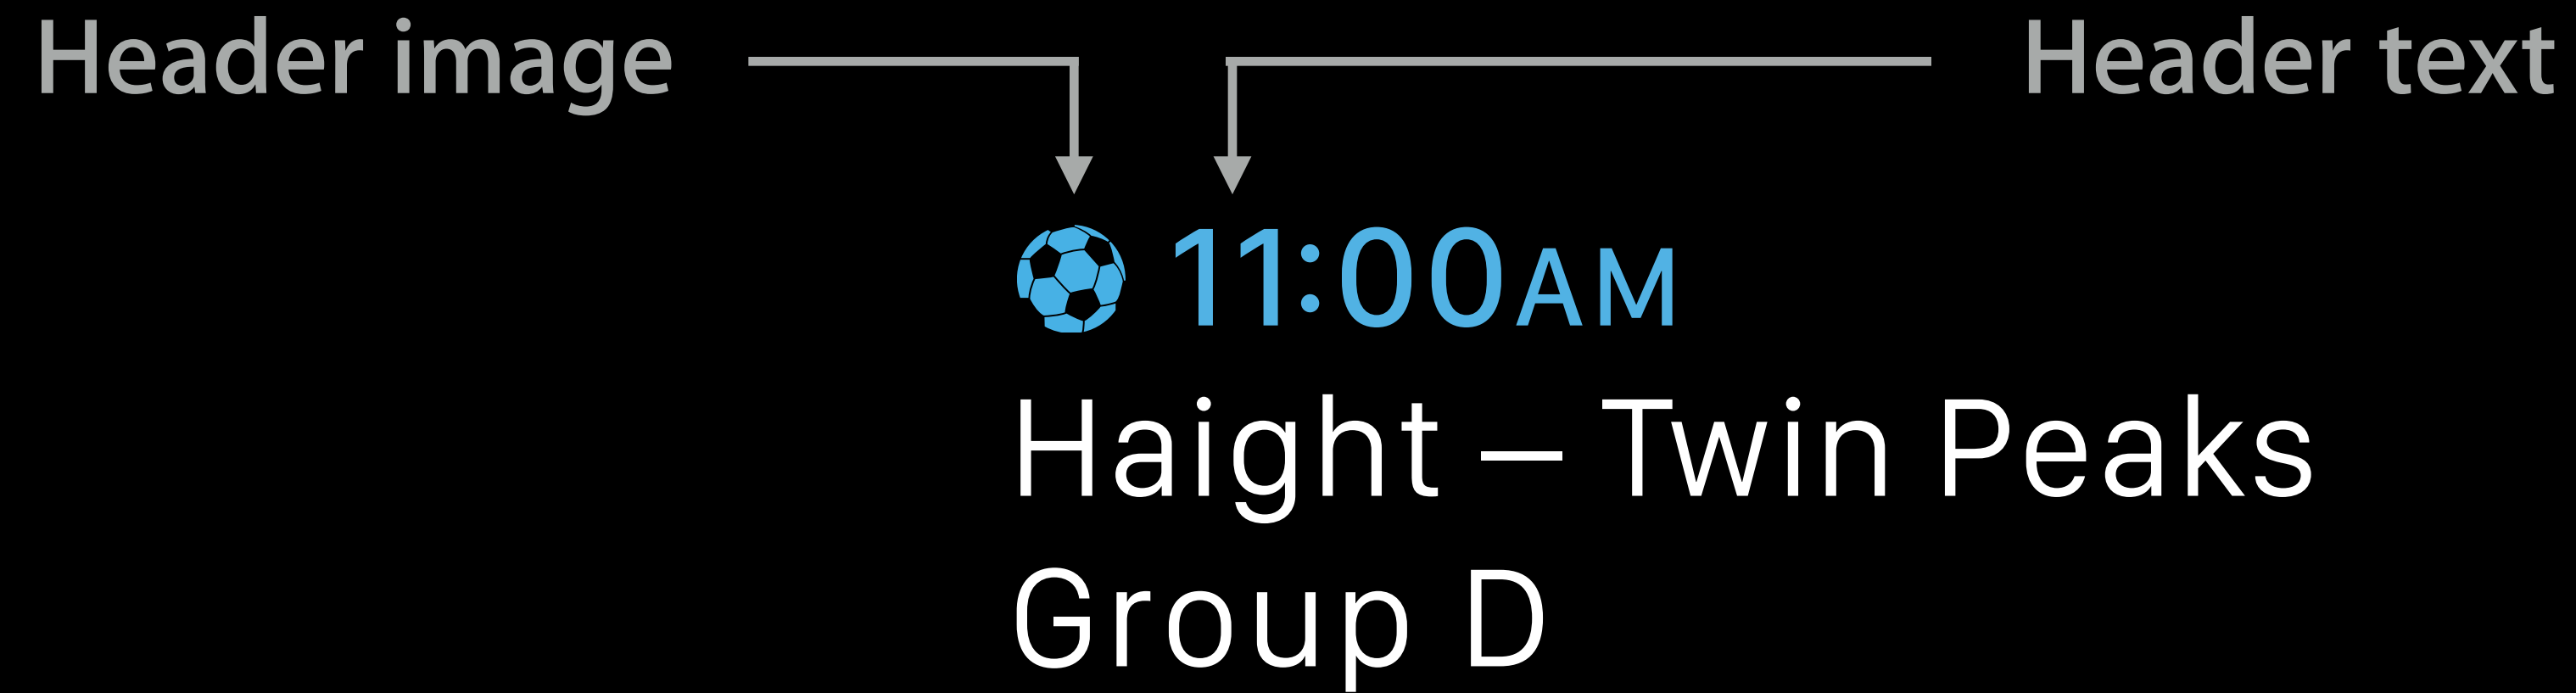 Header image
Header text
11:00AM
Haight – Twin Peaks
Group D